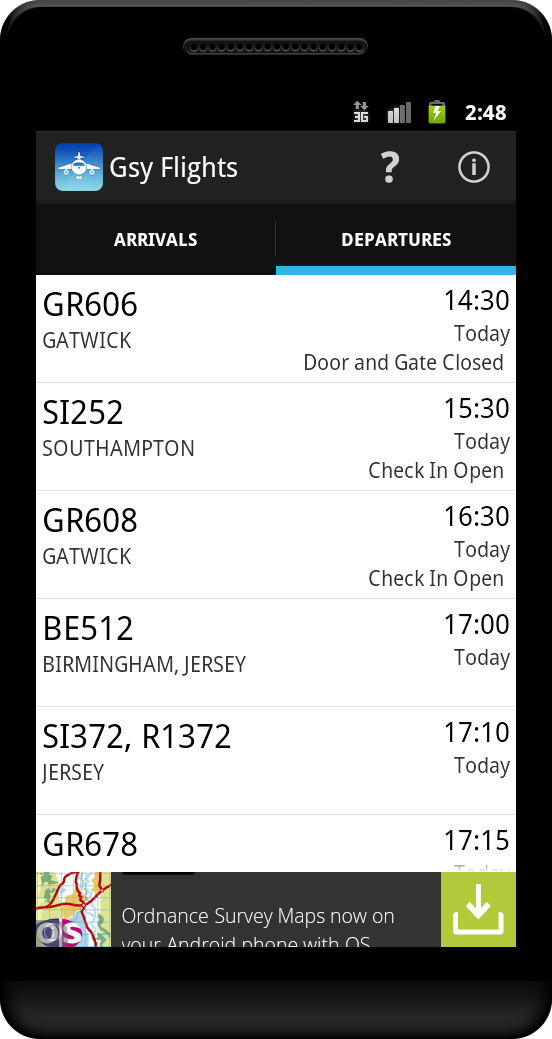 3G
2:48
Gsy Flights
?
i
ARRIVALS
DEPARTURES
GR606
14:30
GATWICK
Today
Door and Gate Closed
SI252
15:30
SOUTHAMPTON
Today
Check In Open
GR608
16:30
GATWICK
Today
Check In Open
BE512
17:00
BIRMINGHAM, JERSEY
Today
SI372, R1372
17:10
JERSEY
Today
GR678
17:15
Today
OS
Ordnance Survey Maps now on
your Android phone with OS